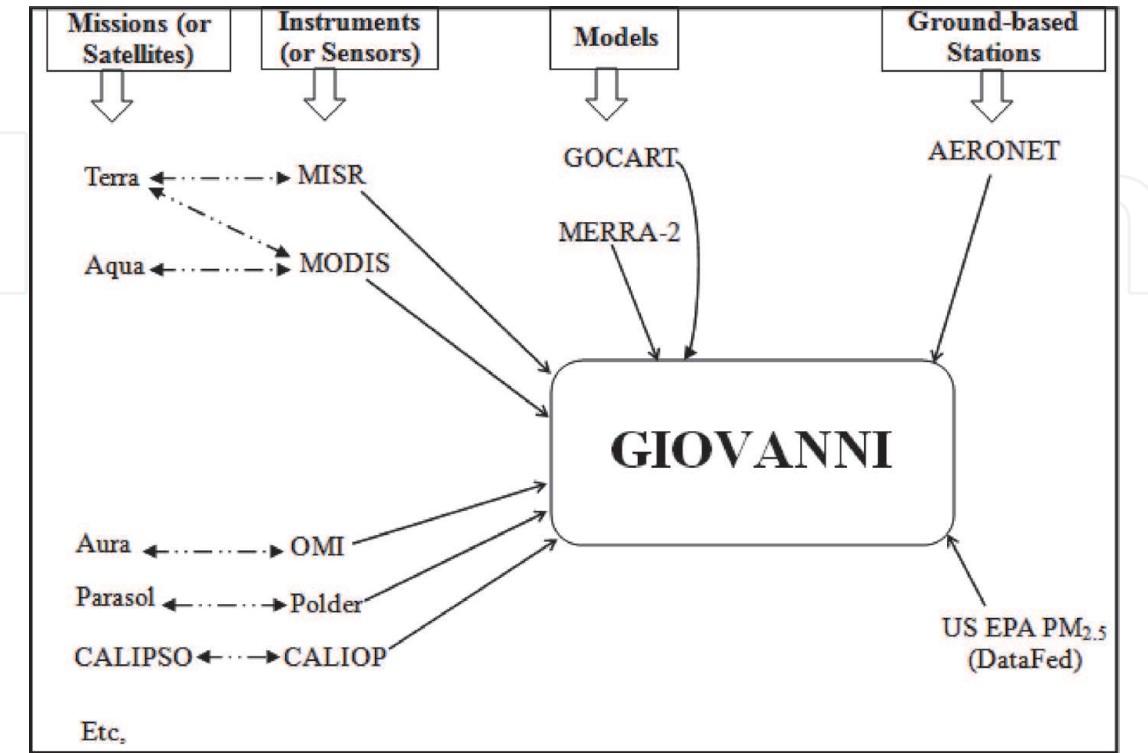 Missions (or
Satellites)
Instruments
(or Sensors)
Models
Ground-based
Stations
Terra
MISR
GOCART
AERONET
MERRA-2
Aqua
MODIS
GIOVANNI
Aura
OMI
Parasol
Polder
CALIPSO
CALIOP
US EPA PM₂.₅
(DataFed)
Etc,